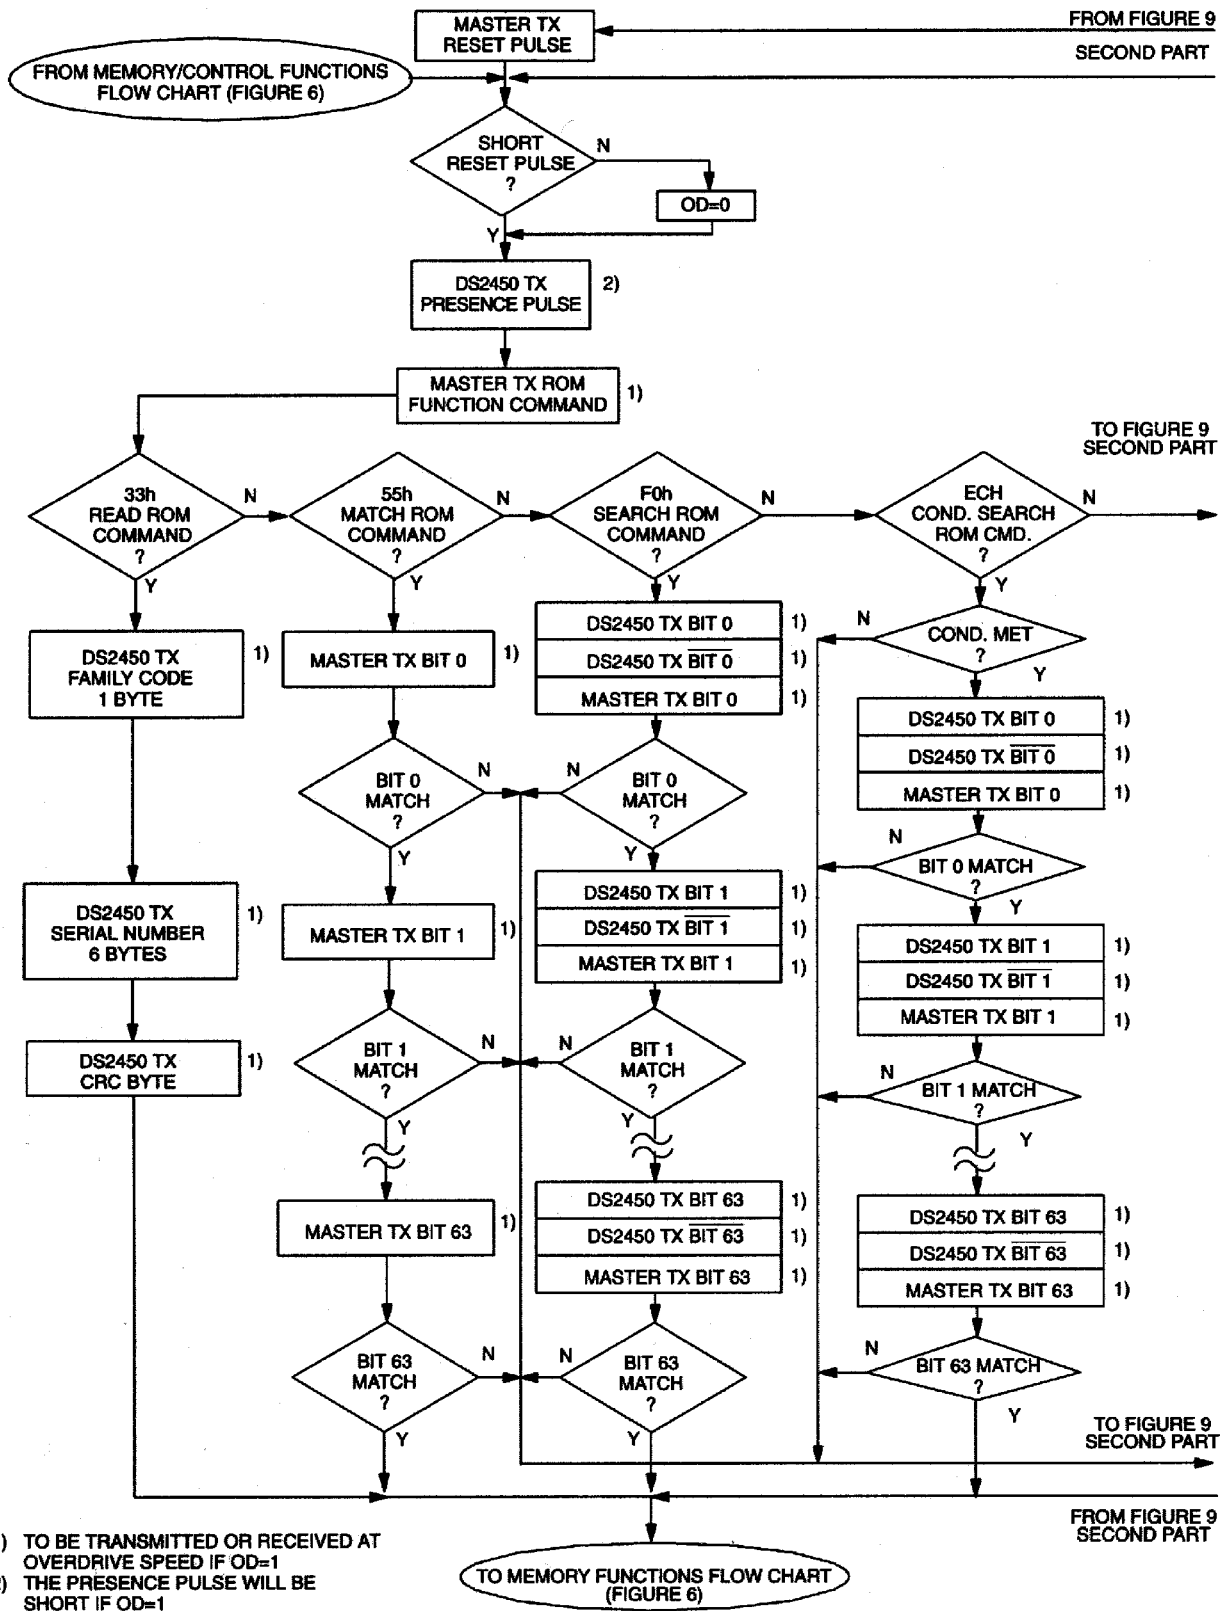 MASTER TX
RESET PULSE
FROM FIGURE 9
SECOND PART
FROM MEMORY/CONTROL FUNCTIONS
FLOW CHART (FIGURE 6)
SHORT
RESET PULSE
?
N
OD=0
Y
DS2450 TX
PRESENCE PULSE
2)
MASTER TX ROM
FUNCTION COMMAND
1)
TO FIGURE 9
SECOND PART
33h
READ ROM
COMMAND
?
N
Y
55h
MATCH ROM
COMMAND
?
N
Y
F0h
SEARCH ROM
COMMAND
?
N
Y
ECH
COND. SEARCH
ROM CMD.
?
N
Y
DS2450 TX
FAMILY CODE
1 BYTE
1)
DS2450 TX
SERIAL NUMBER
6 BYTES
1)
DS2450 TX
CRC BYTE
1)
MASTER TX BIT 0
1)
BIT 0
MATCH
?
N
Y
MASTER TX BIT 1
1)
BIT 1
MATCH
?
N
Y
MASTER TX BIT 63
1)
BIT 63
MATCH
?
N
Y
DS2450 TX BIT 0
1)
DS2450 TX BIT 0
1)
MASTER TX BIT 0
1)
N
BIT 0
MATCH
?
Y
DS2450 TX BIT 1
1)
DS2450 TX BIT 1
1)
MASTER TX BIT 1
1)
N
BIT 1
MATCH
?
Y
DS2450 TX BIT 63
1)
DS2450 TX BIT 63
1)
MASTER TX BIT 63
1)
N
BIT 63
MATCH
?
Y
N
COND. MET
?
Y
DS2450 TX BIT 0
1)
DS2450 TX BIT 0
1)
MASTER TX BIT 0
1)
N
BIT 0 MATCH
?
Y
DS2450 TX BIT 1
1)
DS2450 TX BIT 1
1)
MASTER TX BIT 1
1)
N
BIT 1 MATCH
?
Y
DS2450 TX BIT 63
1)
DS2450 TX BIT 63
1)
MASTER TX BIT 63
1)
N
BIT 63 MATCH
?
Y
TO FIGURE 9
SECOND PART
FROM FIGURE 9
SECOND PART
) TO BE TRANSMITTED OR RECEIVED AT
OVERDRIVE SPEED IF OD=1
) THE PRESENCE PULSE WILL BE
SHORT IF OD=1
TO MEMORY FUNCTIONS FLOW CHART
(FIGURE 6)